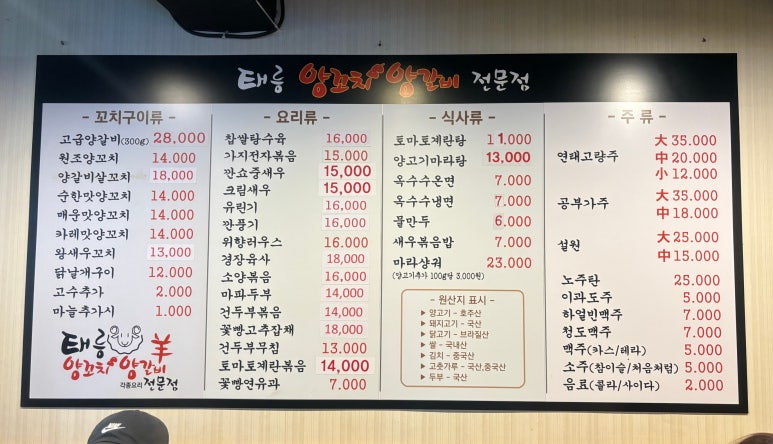 태릉 양꼬치 양갈비 전문점
- 꼬치구이류 -
고급양갈비(300g) 28,000
원조양꼬치 14.000
양갈비살꼬치 18,000
순한맛양꼬치 14.000
매운맛양꼬치 14.000
카레맛양꼬치 14.000
왕새우꼬치 13,000
닭날개구이 12.000
고수추가 2.000
마늘추가시 1.000
태릉 羊
양꼬치 양갈비
각종요리 전문점
- 요리류 -
찹쌀탕수육 16,000
가지전자볶음 15.000
깐쇼중새우 15,000
크림새우 15,000
유린기 16,000
깐풍기 16,000
위향러우스 16.000
경장육사 18,000
소양볶음 16.000
마파두부 14,000
건두부볶음 14,000
꽃빵고추잡채 18,000
건두부무침 13.000
토마토계란볶음 14,000
꽃빵연유과 7.000
- 식사류 -
토마토계란탕 11.000
양고기마라탕 13,000
옥수수온면 7.000
옥수수냉면 7.000
물만두 6.000
새우볶음밥 7.000
마라샹궈 23.000
(양고기추가 100g당 3,000원)
- 원산지 표시 -
▶ 양고기 - 호주산
▶ 돼지고기 - 국산
▶ 닭고기 - 브라질산
▶ 쌀 - 국내산
▶ 김치 - 중국산
▶ 고춧가루 - 국산,중국산
▶ 두부 - 국산
- 주 류 -
연태고량주 大 35.000
中 20.000
小 12.000
공부가주 大 35.000
中 18.000
설원 大 25.000
中 15.000
노주탄 25.000
이과도주 5.000
하얼빈맥주 7.000
청도맥주 7.000
맥주(카스/테라) 5.000
소주(참이슬/처음처럼) 5.000
음료(콜라/사이다) 2.000